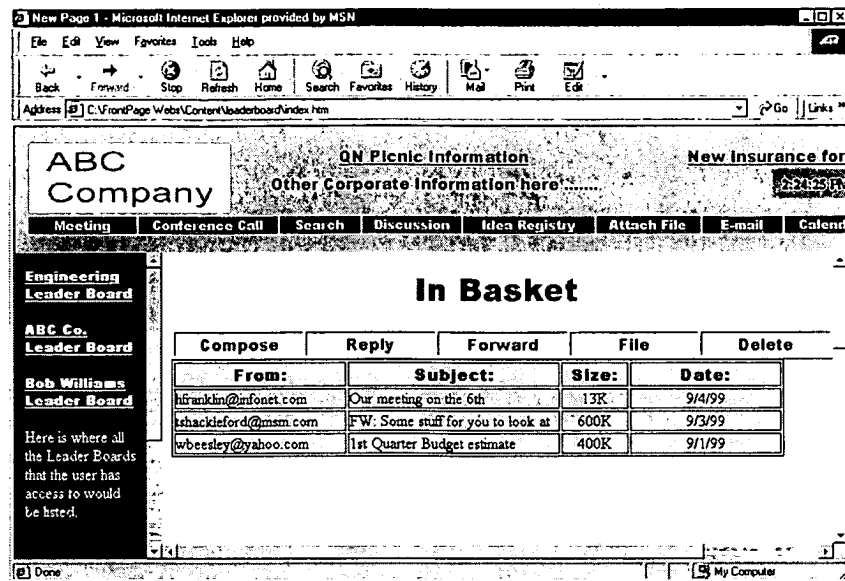 New Page 1 - Microsoft Internet Explorer provided by MSN
File Edit View Favorites Tools Help
Back Forward Stop Refresh Home Search Favorites History Mail Print Edit
Address C:\FrontPage Webs\Content\leaderboard\index.htm Go Links »
ABC Company
QN Picnic Information
New Insurance for
Other Corporate Information here........
2:24:25 PM
Meeting Conference Call Search Discussion Idea Registry Attach File E-mail Calend
Engineering
Leader Board
ABC Co.
Leader Board
Bob Williams
Leader Board
Here is where all
the Leader Boards
that the user has
access to would
be listed.
In Basket
Compose Reply Forward File Delete
From: Subject: Size: Date:
hfranklin@infonet.com Our meeting on the 6th 13K 9/4/99
tshackleford@msm.com FW: Some stuff for you to look at 600K 9/3/99
wbeesley@yahoo.com 1st Quarter Budget estimate 400K 9/1/99
Done My Computer